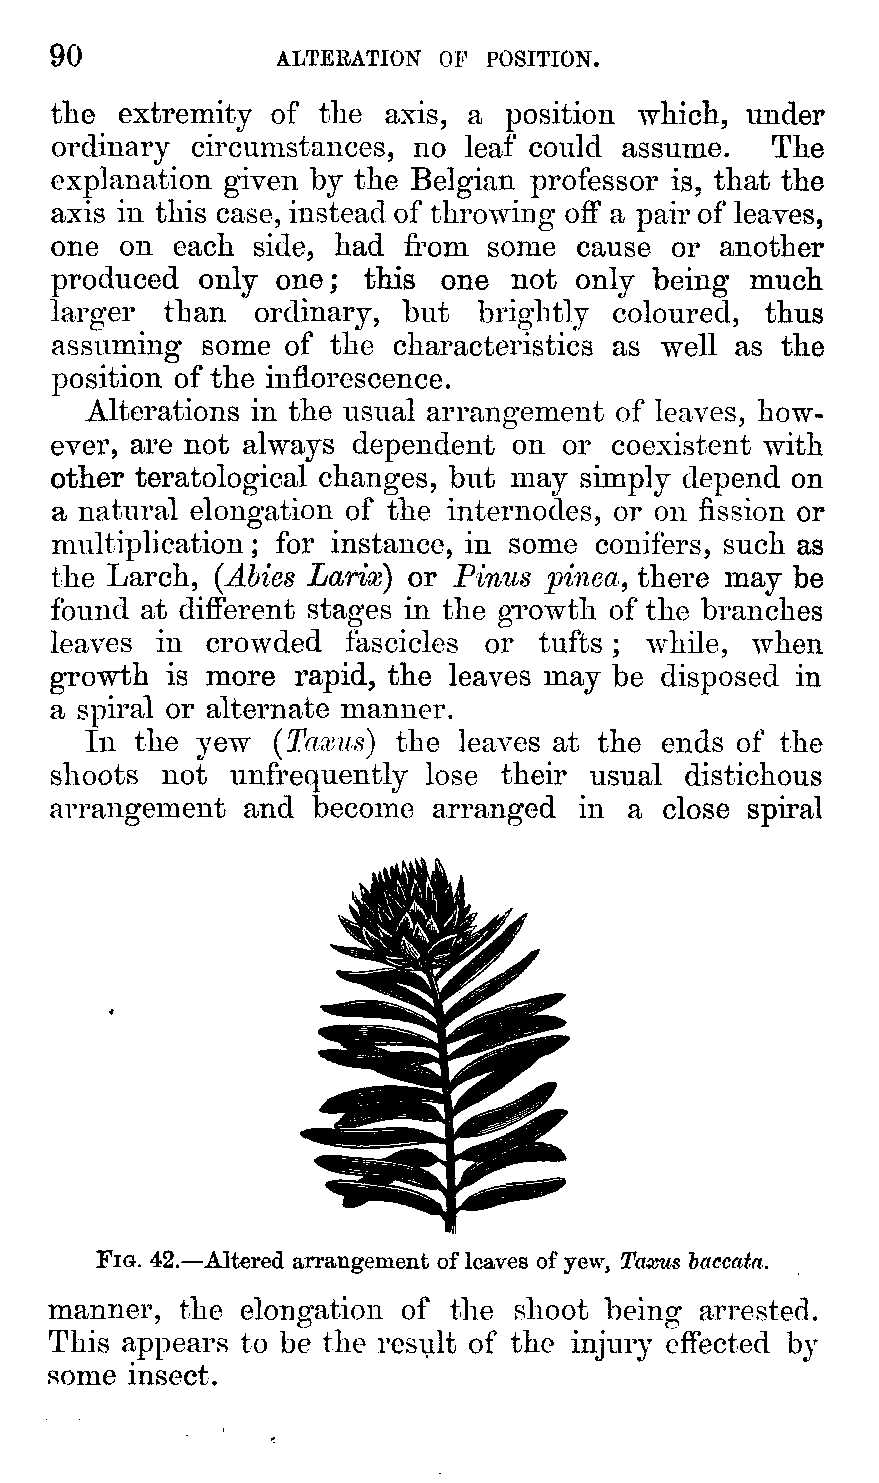 90 ALTERATION OF POSITION.
the extremity of the axis, a position which, under
ordinary circumstances, no leaf could assume. The
explanation given by the Belgian professor is, that the
axis in this case, instead of throwing off a pair of leaves,
one on each side, had from some cause or another
produced only one; this one not only being much
larger than ordinary, but brightly coloured, thus
assuming some of the characteristics as well as the
position of the inflorescence.
Alterations in the usual arrangement of leaves, how-
ever, are not always dependent on or coexistent with
other teratological changes, but may simply depend on
a natural elongation of the internodes, or on fission or
multiplication; for instance, in some conifers, such as
the Larch, (Abies Larix) or Pinus pinea, there may be
found at different stages in the growth of the branches
leaves in crowded fascicles or tufts; while, when
growth is more rapid, the leaves may be disposed in
a spiral or alternate manner.
In the yew (Taxus) the leaves at the ends of the
shoots not unfrequently lose their usual distichous
arrangement and become arranged in a close spiral
FIG. 42.—Altered arrangement of leaves of yew, Taxus baccata.
manner, the elongation of the shoot being arrested.
This appears to be the result of the injury effected by
some insect.